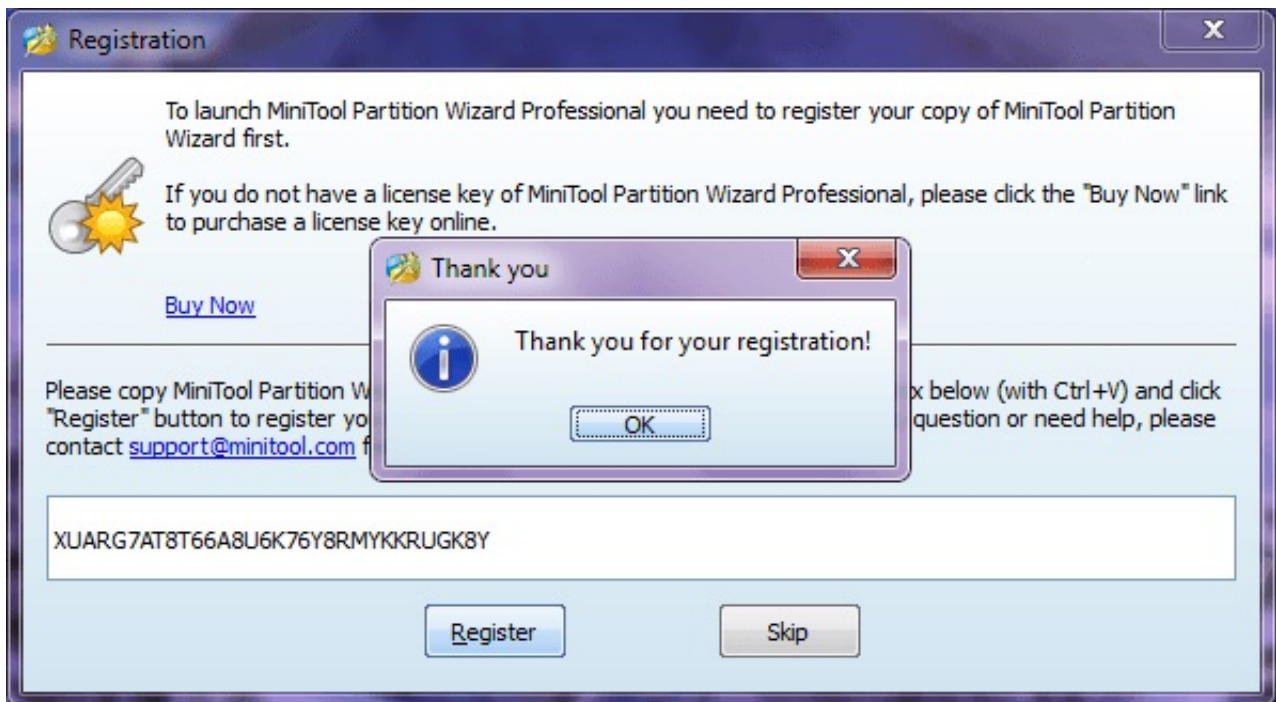 Registration
To launch MiniTool Partition Wizard Professional you need to register your copy of MiniTool Partition
Wizard first.
If you do not have a license key of MiniTool Partition Wizard Professional, please click the "Buy Now" link
to purchase a license key online.
Buy Now
Thank you
Thank you for your registration!
OK
Please copy MiniTool Partition W x below (with Ctrl+V) and click
"Register" button to register yo question or need help, please
contact support@minitool.com f
XUARG7AT8T66A8U6K76Y8RMYKKRUGK8Y
Register
Skip